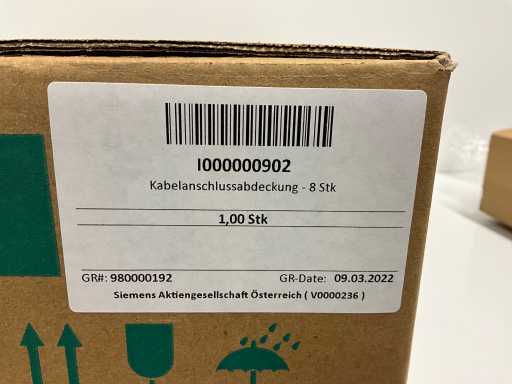 I000000902
Kabelanschlussabdeckung - 8 Stk
1,00 Stk
GR#: 980000192 GR-Date: 09.03.2022
Siemens Aktiengesellschaft Österreich ( V0000236 )